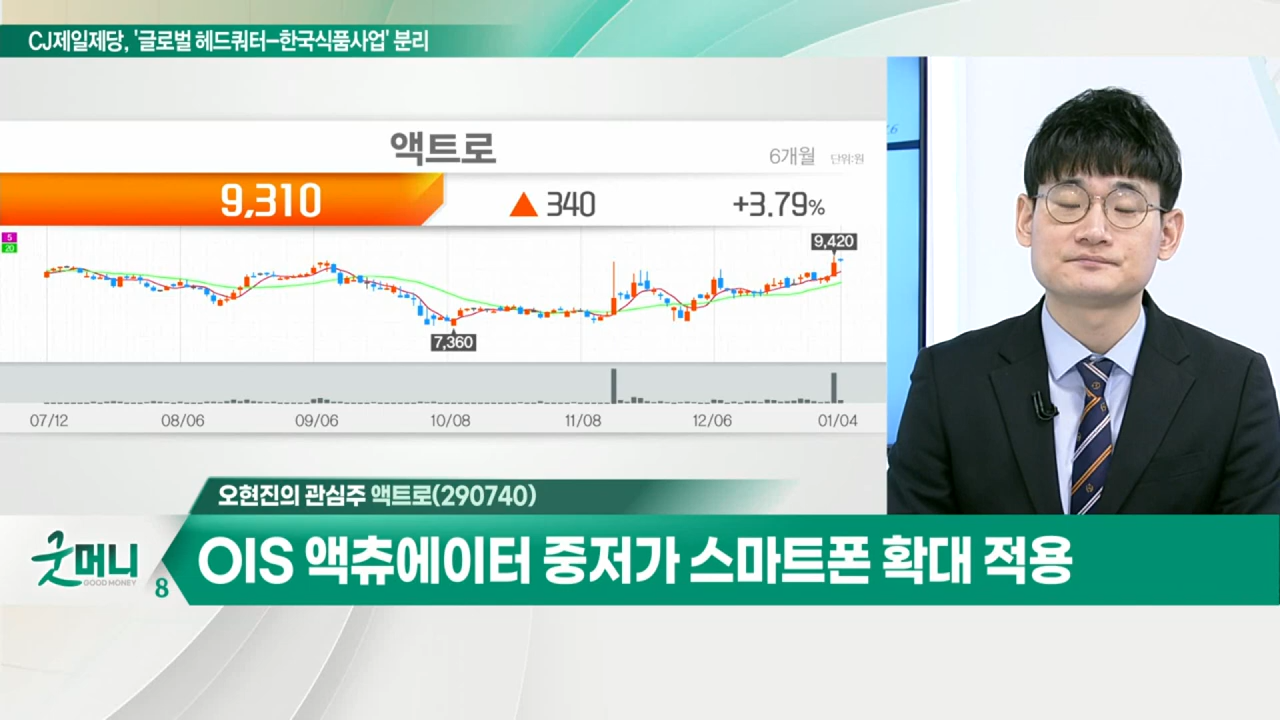 CJ제일제당, '글로벌 헤드쿼터-한국식품사업' 분리
액트로
6개월 단위:원
9,310 ▲ 340 +3.79%
5
20
9,420
7,360
07/12 08/06 09/06 10/08 11/08 12/06 01/04
오현진의 관심주 액트로(290740)
굿머니
GOOD MONEY
8
OIS 액츄에이터 중저가 스마트폰 확대 적용